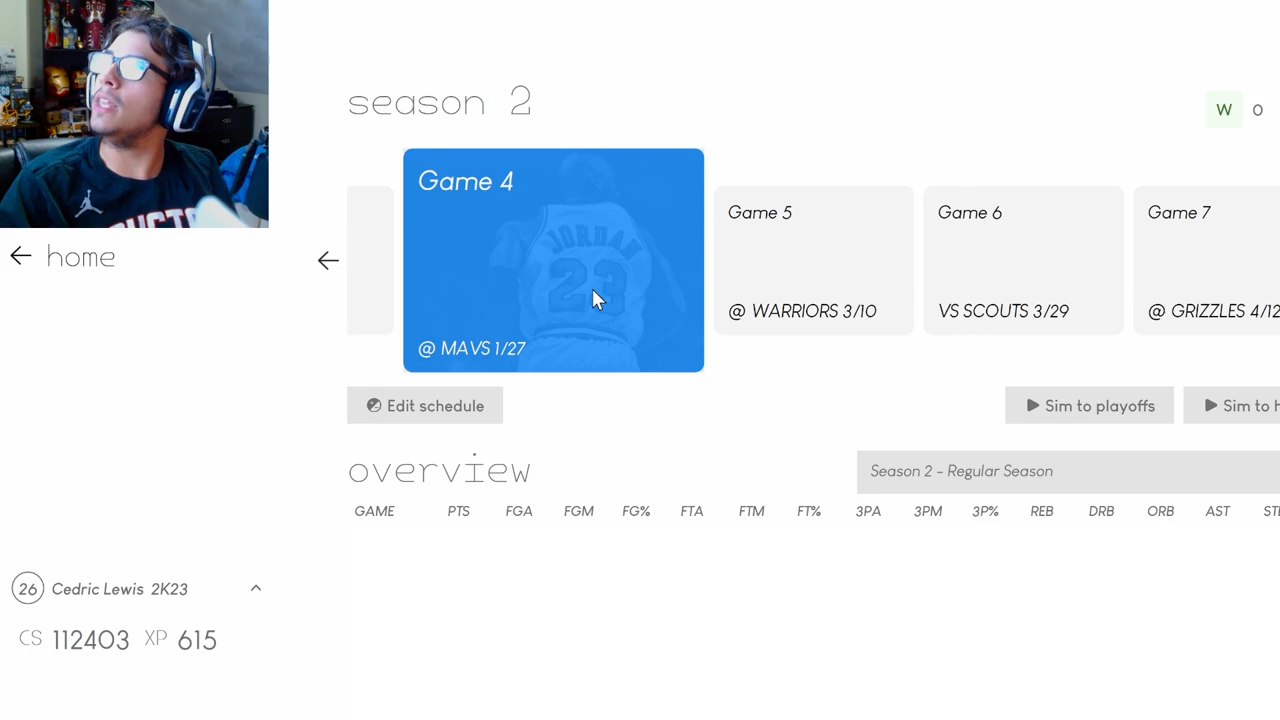 season 2
W 0
Game 4
JORDAN
23
@ MAVS 1/27
Game 5
@ WARRIORS 3/10
Game 6
VS SCOUTS 3/29
Game 7
@ GRIZZLES 4/12
← home
Edit schedule
Sim to playoffs
Sim to h
overview
Season 2 - Regular Season
GAME PTS FGA FGM FG% FTA FTM FT% 3PA 3PM 3P% REB DRB ORB AST STL
26 Cedric Lewis 2K23
CS 112403 XP 615